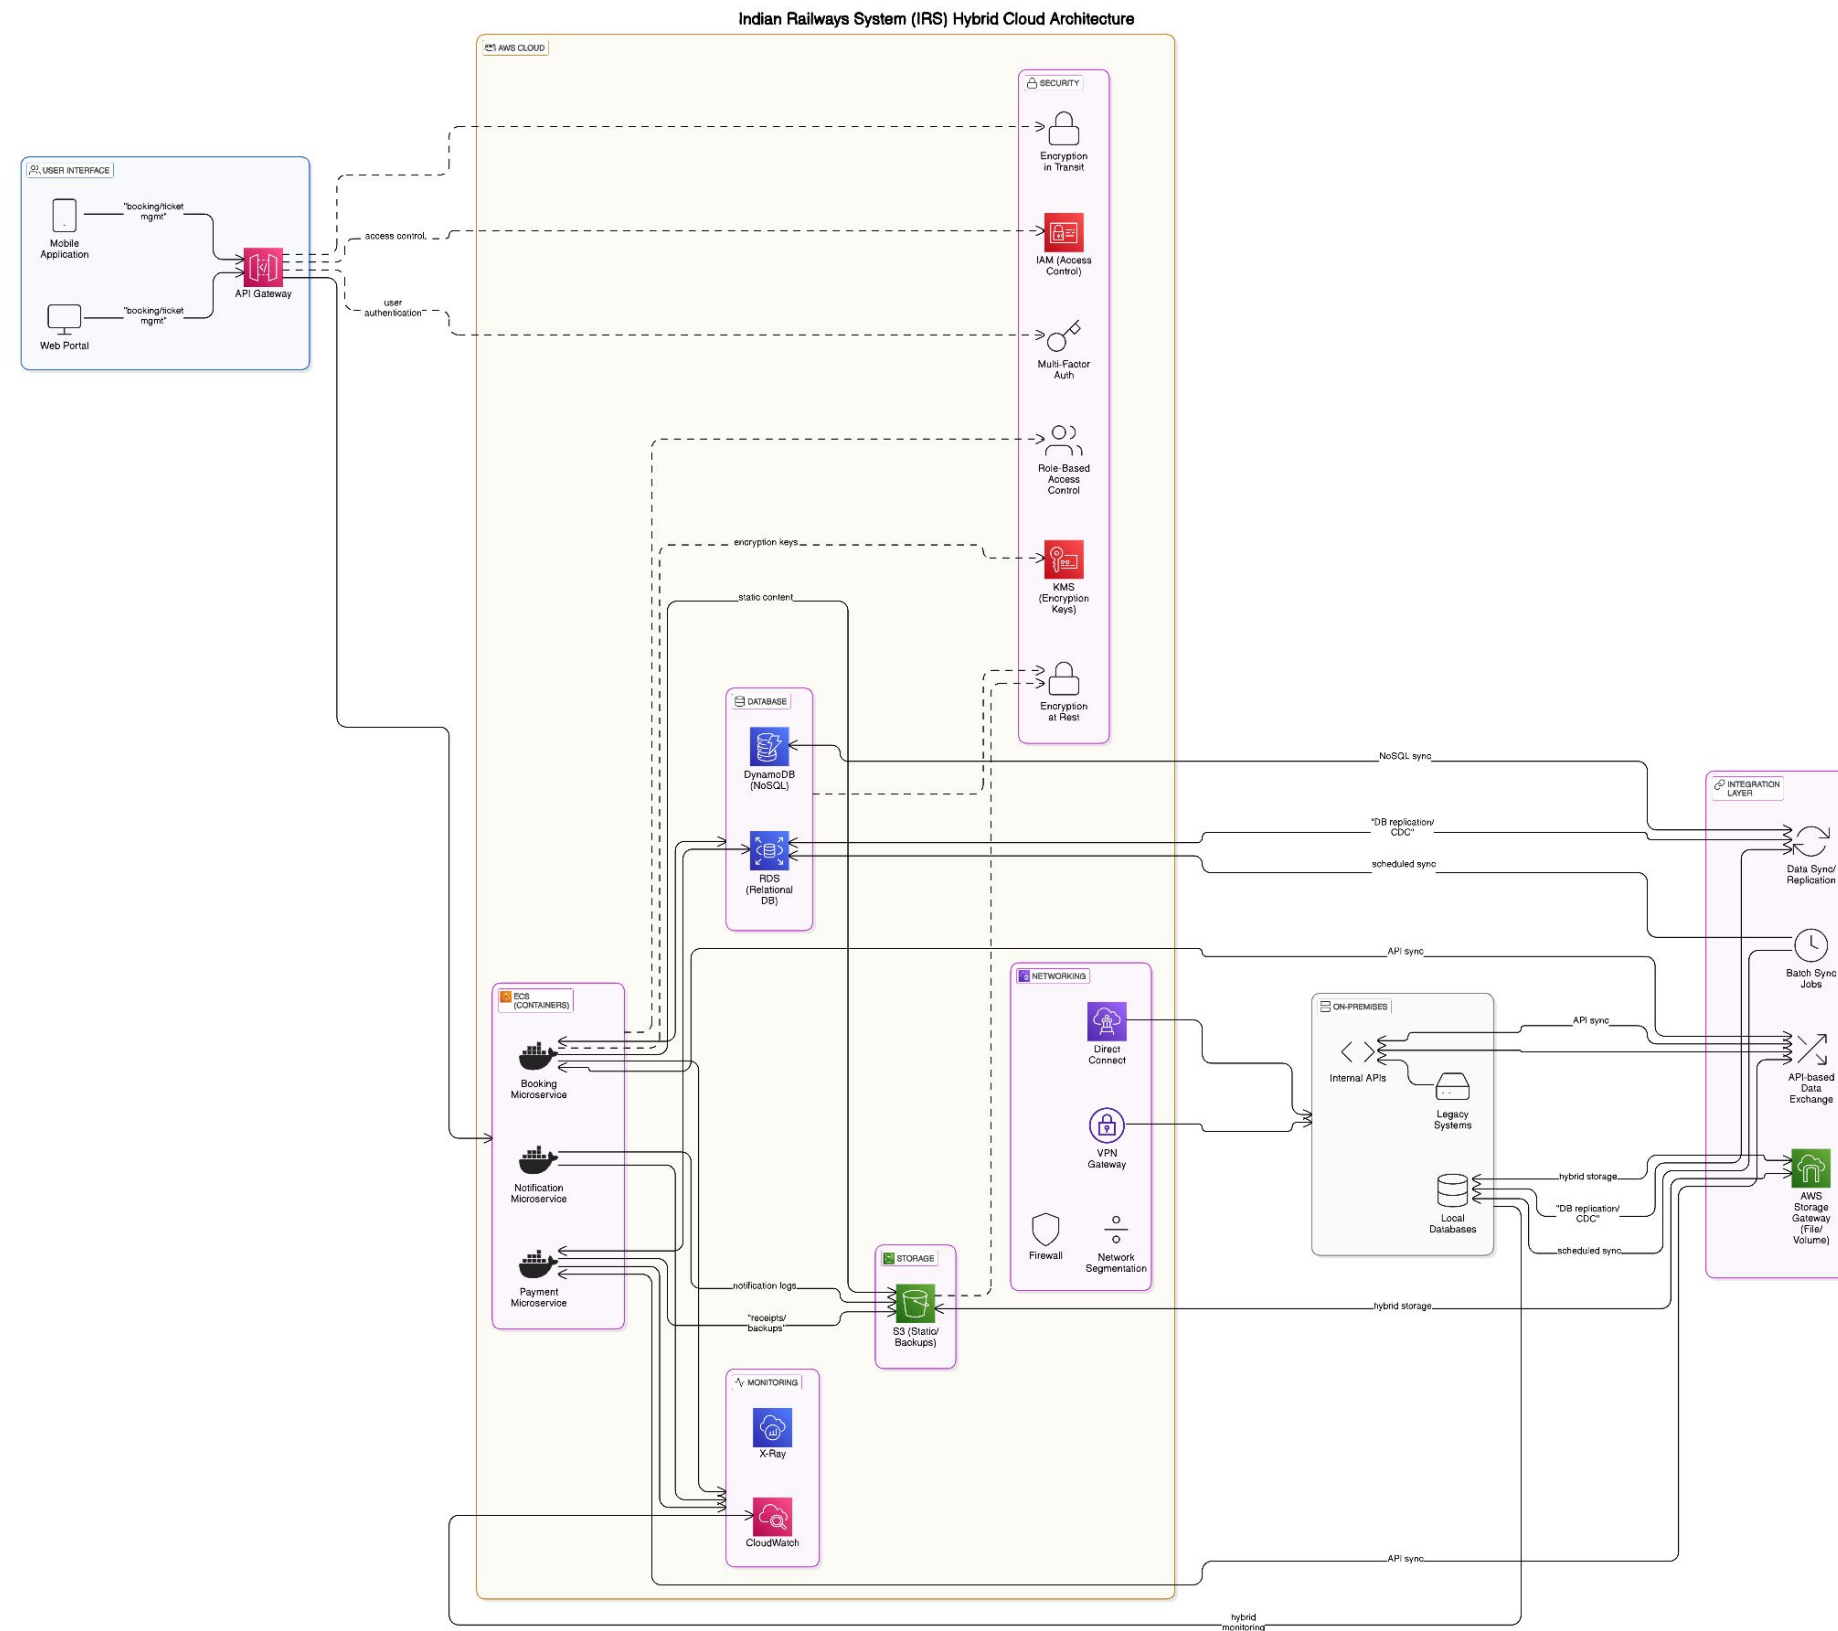 Indian Railways System (IRS) Hybrid Cloud Architecture
AWS CLOUD
SECURITY
Encryption
in Transit
USER INTERFACE
"booking/ticket
mgmt"
Mobile
Application
access control
IAM (Access
Control)
API Gateway
user
authentication
"booking/ticket
mgmt"
Web Portal
Multi-Factor
Auth
Role-Based
Access
Control
encryption keys
KMS
(Encryption
Keys)
static content
Encryption
at Rest
DATABASE
DynamoDB
(NoSQL)
NoSQL sync
INTEGRATION
LAYER
"DB replication/
CDC"
scheduled sync
Data Sync/
Replication
RDS
(Relational
DB)
API sync
Batch Sync
Jobs
NETWORKING
ECS
(CONTAINERS)
ON-PREMISES
API sync
Direct
Connect
Internal APIs
API-based
Data
Exchange
Booking
Microservice
Legacy
Systems
VPN
Gateway
hybrid storage
Notification
Microservice
AWS
Storage
Gateway
(File/
Volume)
Local
Databases
"DB replication/
CDC"
scheduled sync
Firewall
Network
Segmentation
STORAGE
notification logs
Payment
Microservice
hybrid storage
"receipts/
backups"
S3 (Static/
Backups)
MONITORING
X-Ray
CloudWatch
API sync
hybrid
monitoring